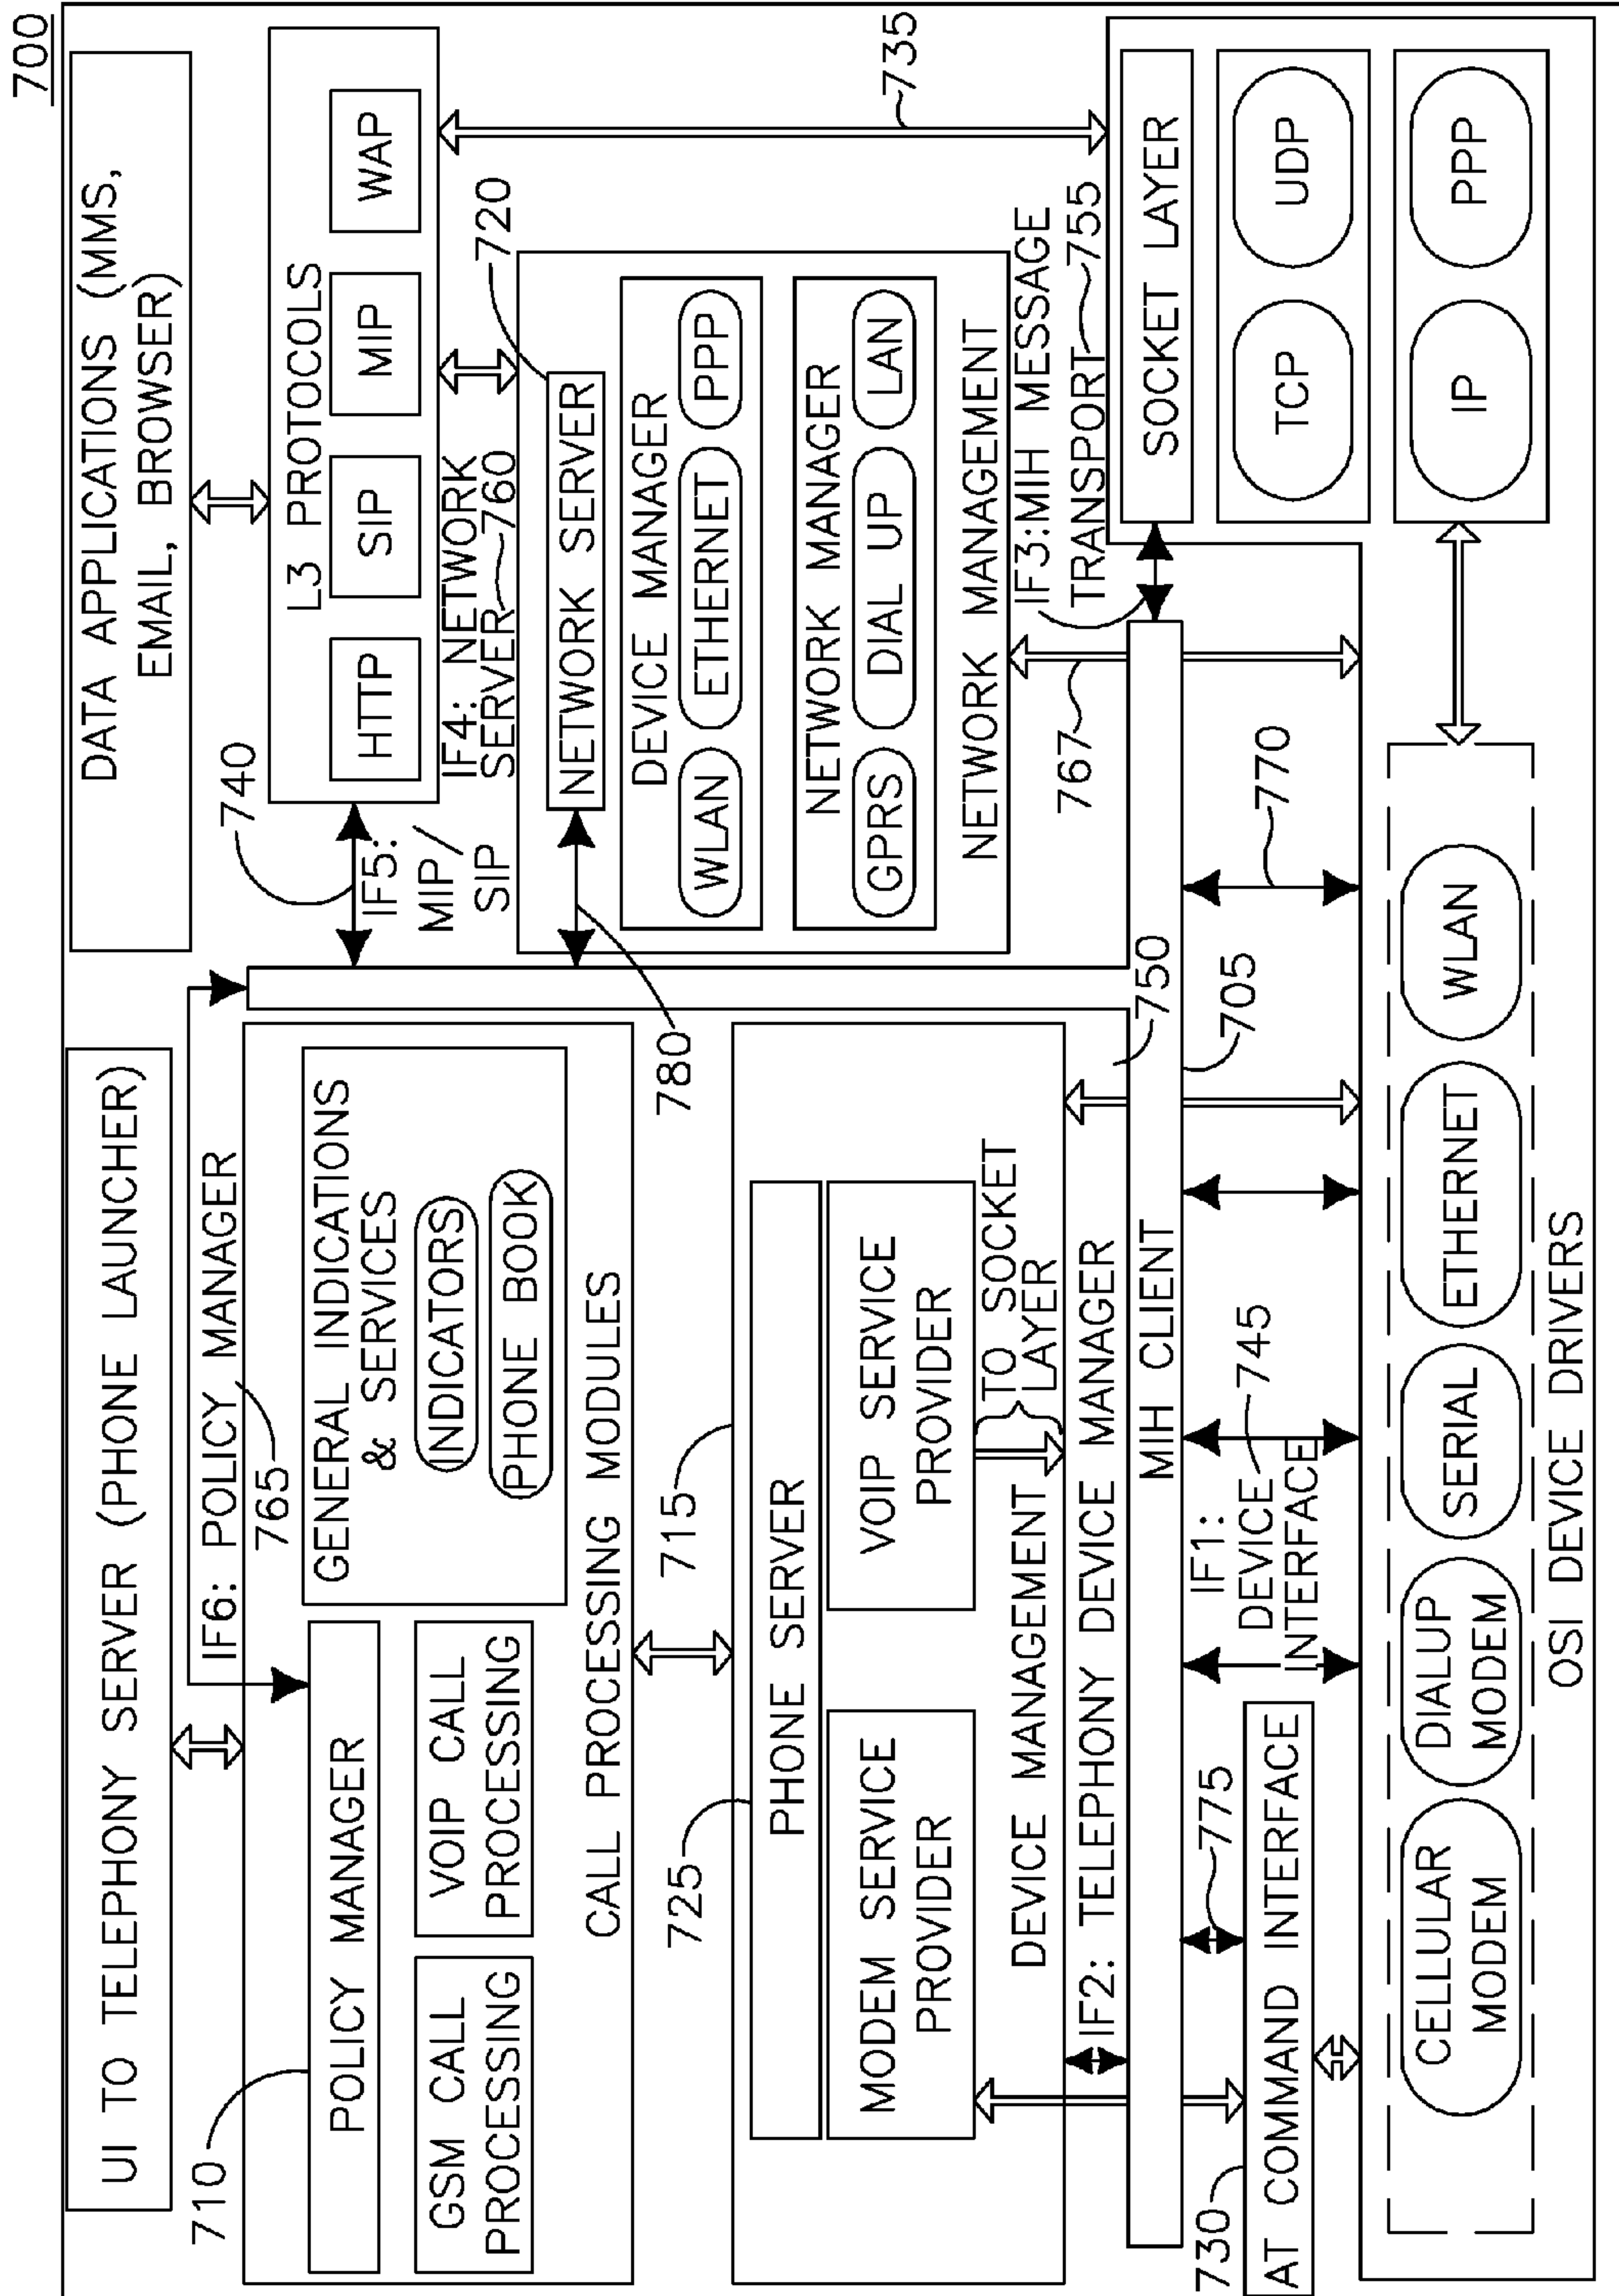 700
UI TO TELEPHONY SERVER (PHONE LAUNCHER)
DATA APPLICATIONS (MMS,
EMAIL, BROWSER)
IF6: POLICY MANAGER
765
710
POLICY MANAGER
GSM CALL
PROCESSING
VOIP CALL
PROCESSING
GENERAL INDICATIONS
& SERVICES
INDICATORS
PHONE BOOK
CALL PROCESSING MODULES
740
IF5:
MIP/
SIP
L3 PROTOCOLS
HTTP
SIP
MIP
WAP
IF4: NETWORK
SERVER
760
720
735
780
NETWORK SERVER
DEVICE MANAGER
WLAN
ETHERNET
PPP
NETWORK MANAGER
GPRS
DIAL UP
LAN
NETWORK MANAGEMENT
725
715
PHONE SERVER
MODEM SERVICE
PROVIDER
VOIP SERVICE
PROVIDER
TO SOCKET
LAYER
DEVICE MANAGEMENT
IF2: TELEPHONY DEVICE MANAGER
750
767
IF3:MIH MESSAGE
TRANSPORT
755
MIH CLIENT
705
730
775
AT COMMAND INTERFACE
IF1:
DEVICE
INTERFACE
745
770
SOCKET LAYER
TCP
UDP
IP
PPP
CELLULAR
MODEM
DIALUP
MODEM
SERIAL
ETHERNET
WLAN
OSI DEVICE DRIVERS